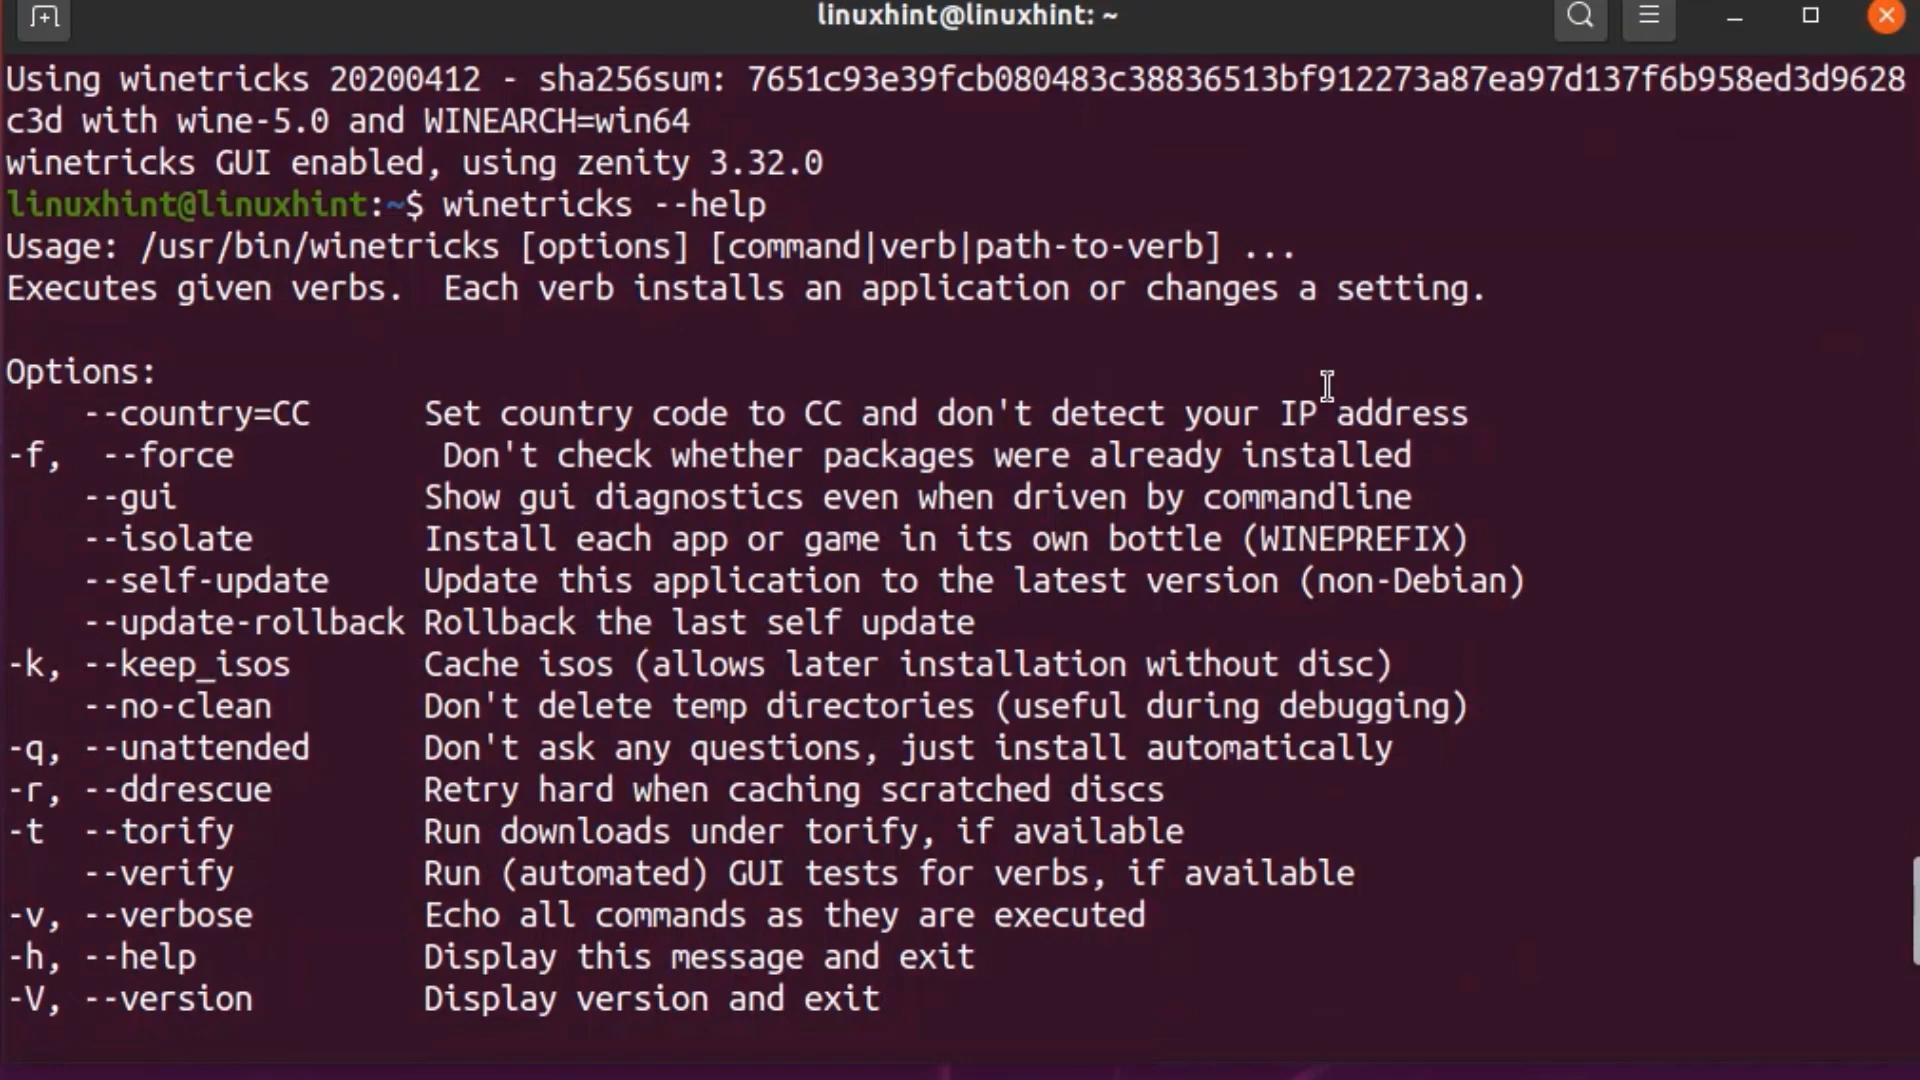 linuxhint@linuxhint: ~
Using winetricks 20200412 - sha256sum: 7651c93e39fcb080483c38836513bf912273a87ea97d137f6b958ed3d9628
c3d with wine-5.0 and WINEARCH=win64
winetricks GUI enabled, using zenity 3.32.0
linuxhint@linuxhint:~$ winetricks --help
Usage: /usr/bin/winetricks [options] [command|verb|path-to-verb] ...
Executes given verbs.  Each verb installs an application or changes a setting.
Options:
    --country=CC      Set country code to CC and don't detect your IP address
-f,  --force           Don't check whether packages were already installed
    --gui             Show gui diagnostics even when driven by commandline
    --isolate         Install each app or game in its own bottle (WINEPREFIX)
    --self-update     Update this application to the latest version (non-Debian)
    --update-rollback Rollback the last self update
-k, --keep_isos       Cache isos (allows later installation without disc)
    --no-clean        Don't delete temp directories (useful during debugging)
-q, --unattended      Don't ask any questions, just install automatically
-r, --ddrescue        Retry hard when caching scratched discs
-t  --torify          Run downloads under torify, if available
    --verify          Run (automated) GUI tests for verbs, if available
-v, --verbose         Echo all commands as they are executed
-h, --help            Display this message and exit
-V, --version         Display version and exit